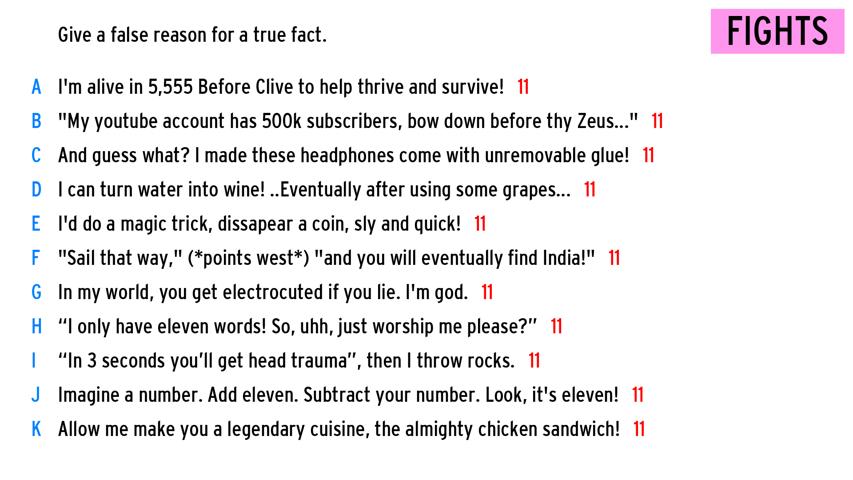 Give a false reason for a true fact.
FIGHTS
A I'm alive in 5,555 Before Clive to help thrive and survive! 11
B "My youtube account has 500k subscribers, bow down before thy Zeus..." 11
C And guess what? I made these headphones come with unremovable glue! 11
D I can turn water into wine! ..Eventually after using some grapes... 11
E I'd do a magic trick, dissapear a coin, sly and quick! 11
F "Sail that way," (*points west*) "and you will eventually find India!" 11
G In my world, you get electrocuted if you lie. I'm god. 11
H “I only have eleven words! So, uhh, just worship me please?” 11
I “In 3 seconds you’ll get head trauma”, then I throw rocks. 11
J Imagine a number. Add eleven. Subtract your number. Look, it's eleven! 11
K Allow me make you a legendary cuisine, the almighty chicken sandwich! 11